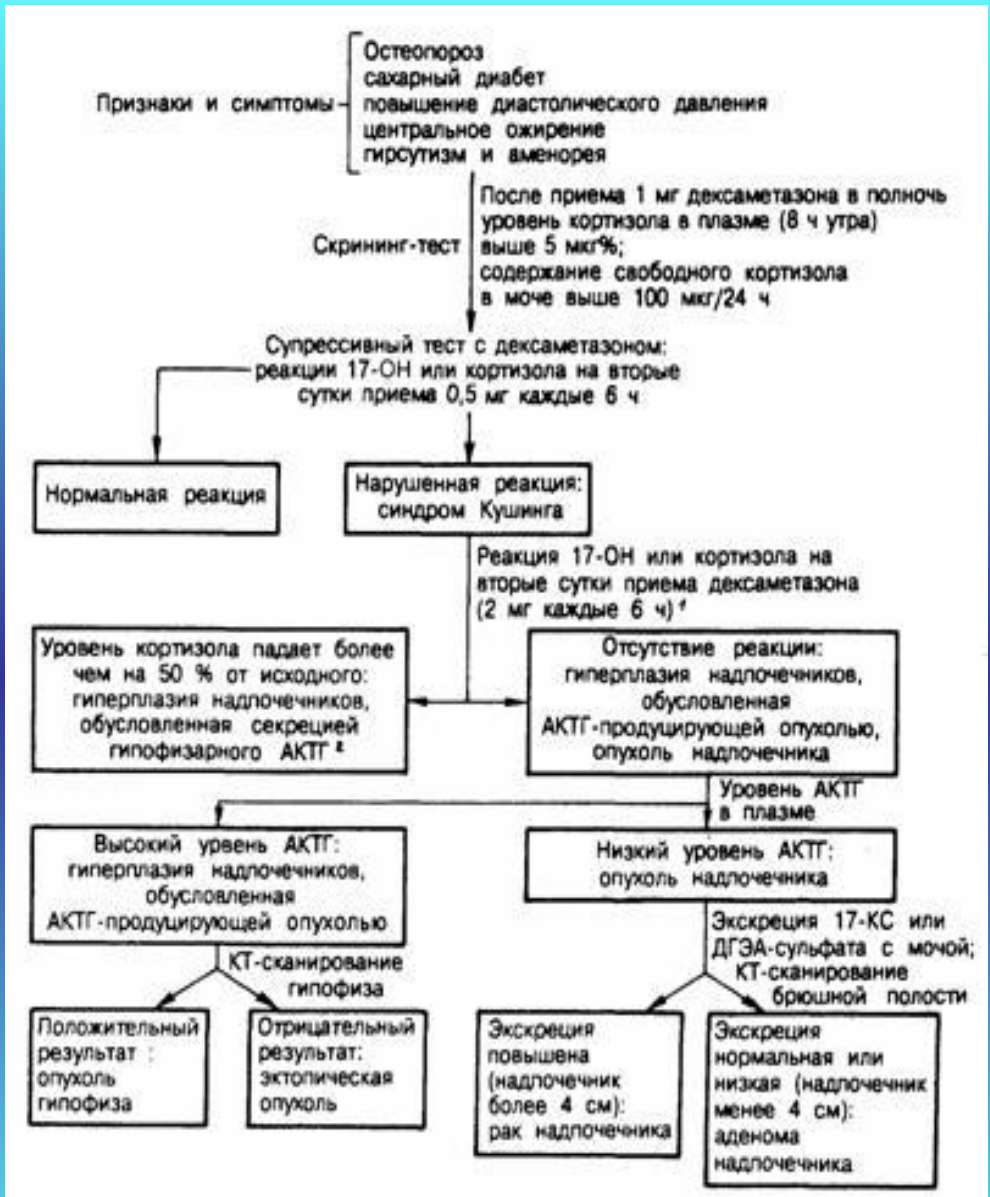 Признаки и симптомы
Остеопороз
сахарный диабет
повышение диастолического давления
центральное ожирение
гирсутизм и аменорея
Скрининг-тест
После приема 1 мг дексаметазона в полночь
уровень кортизола в плазме (8 ч утра)
выше 5 мкг%;
содержание свободного кортизола
в моче выше 100 мкг/24 ч
Супрессивный тест с дексаметазоном:
реакции 17-ОН или кортизола на вторые
сутки приема 0,5 мг каждые 6 ч
Нормальная реакция
Нарушенная реакция:
синдром Кушинга
Реакция 17-ОН или кортизола на
вторые сутки приема дексаметазона
(2 мг каждые 6 ч) 1
Уровень кортизола падает более
чем на 50 % от исходного:
гиперплазия надпочечников,
обусловленная секрецией
гипофизарного АКТГ 2
Отсутствие реакции:
гиперплазия надпочечников,
обусловленная
АКТГ-продуцирующей опухолью,
опухоль надпочечника
Уровень АКТГ
в плазме
Высокий урвень АКТГ:
гиперплазия надпочечников,
обусловленная
АКТГ-продуцирующей опухолью
Низкий уровень АКТГ:
опухоль надпочечника
КТ-сканирование
гипофиза
Экскреция 17-КС или
ДГЭА-сульфата с мочой;
КТ-сканирование
брюшной полости
Положительный
результат :
опухоль
гипофиза
Отрицательный
результат:
эктопическая
опухоль
Экскреция
повышена
(надпочечник
более 4 см):
рак надпочечника
Экскреция
нормальная или
низкая (надпочечник
менее 4 см):
аденома
надпочечника